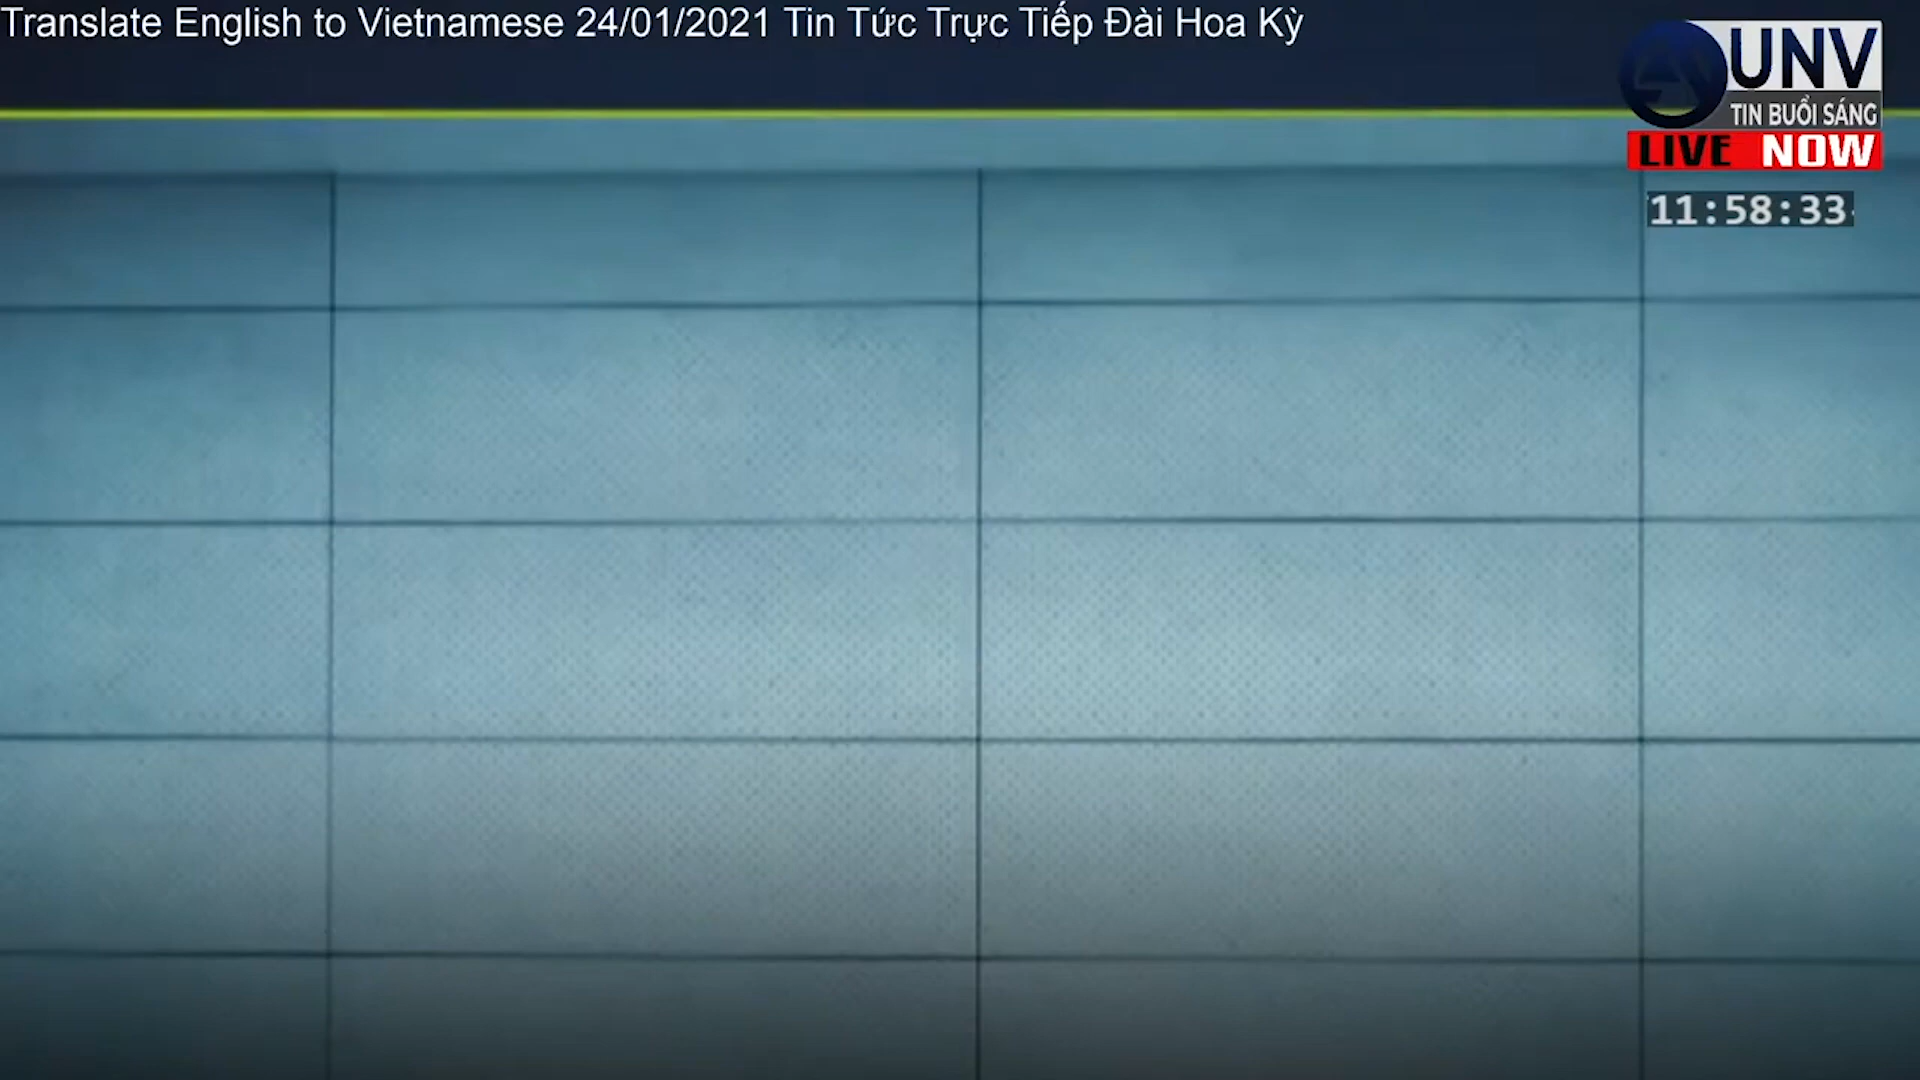 Translate English to Vietnamese 24/01/2021 Tin Tức Trực Tiếp Đài Hoa Kỳ
UNV
TIN BUỔI SÁNG
LIVE NOW
11:58:33